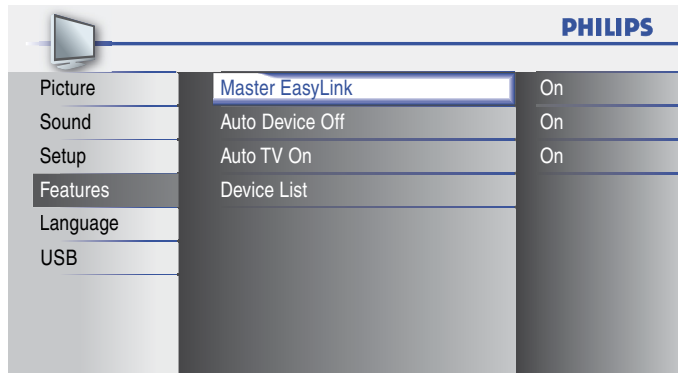 PHILIPS
Picture Master EasyLink On
Sound Auto Device Off On
Setup Auto TV On On
Features Device List
Language
USB